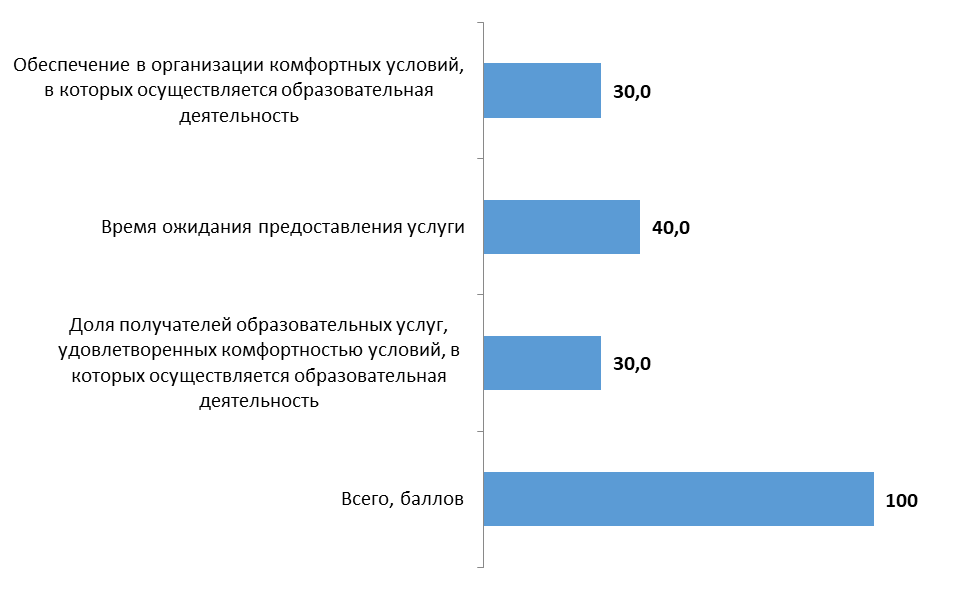 Обеспечение в организации комфортных условий,
в которых осуществляется образовательная
деятельность
30,0
Время ожидания предоставления услуги
40,0
Доля получателей образовательных услуг,
удовлетворенных комфортностью условий, в
которых осуществляется образовательная
деятельность
30,0
Всего, баллов
100